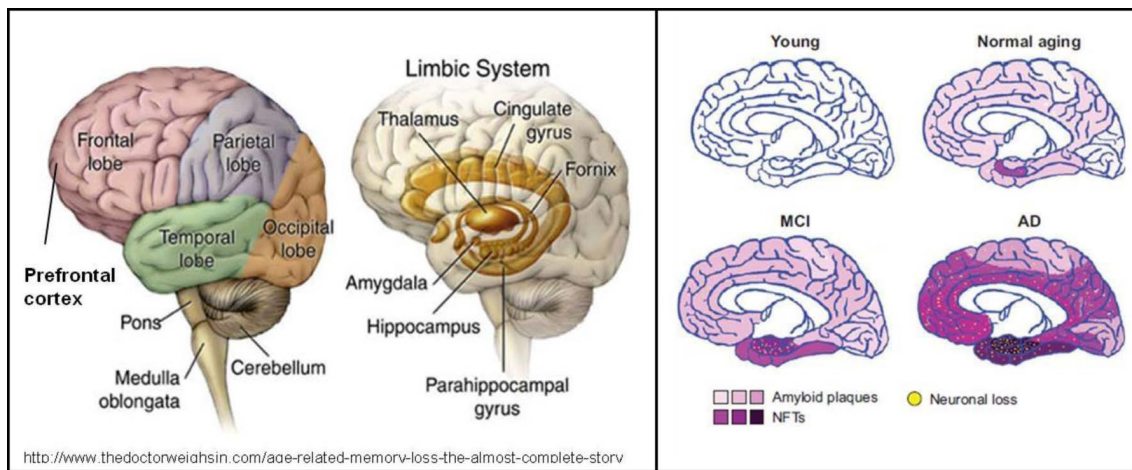 Limbic System
Frontal
lobe
Parietal
lobe
Temporal
lobe
Occipital
lobe
Prefrontal
cortex
Pons
Medulla
oblongata
Cerebellum
Thalamus
Cingulate
gyrus
Fornix
Amygdala
Hippocampus
Parahippocampal
gyrus
http://www.thedoctorweighsin.com/age-related-memory-loss-the-almost-complete-story
Young
Normal aging
MCI
AD
Amyloid plaques
Neuronal loss
NFTs